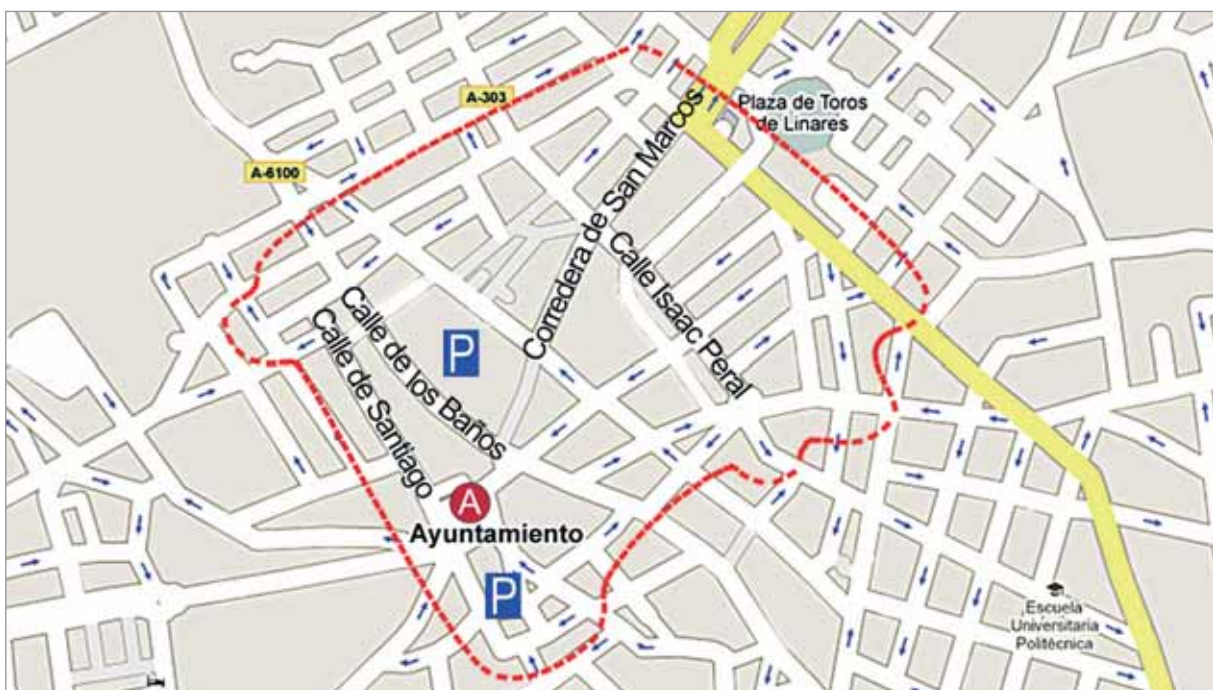 A-303
Plaza de Toros
de Linares
A-6100
Corredera de San Marcos
Calle Isaac Peral
Calle de los Baños
Calle de Santiago
P
A
Ayuntamiento
P
Escuela
Universitaria
Politécnica